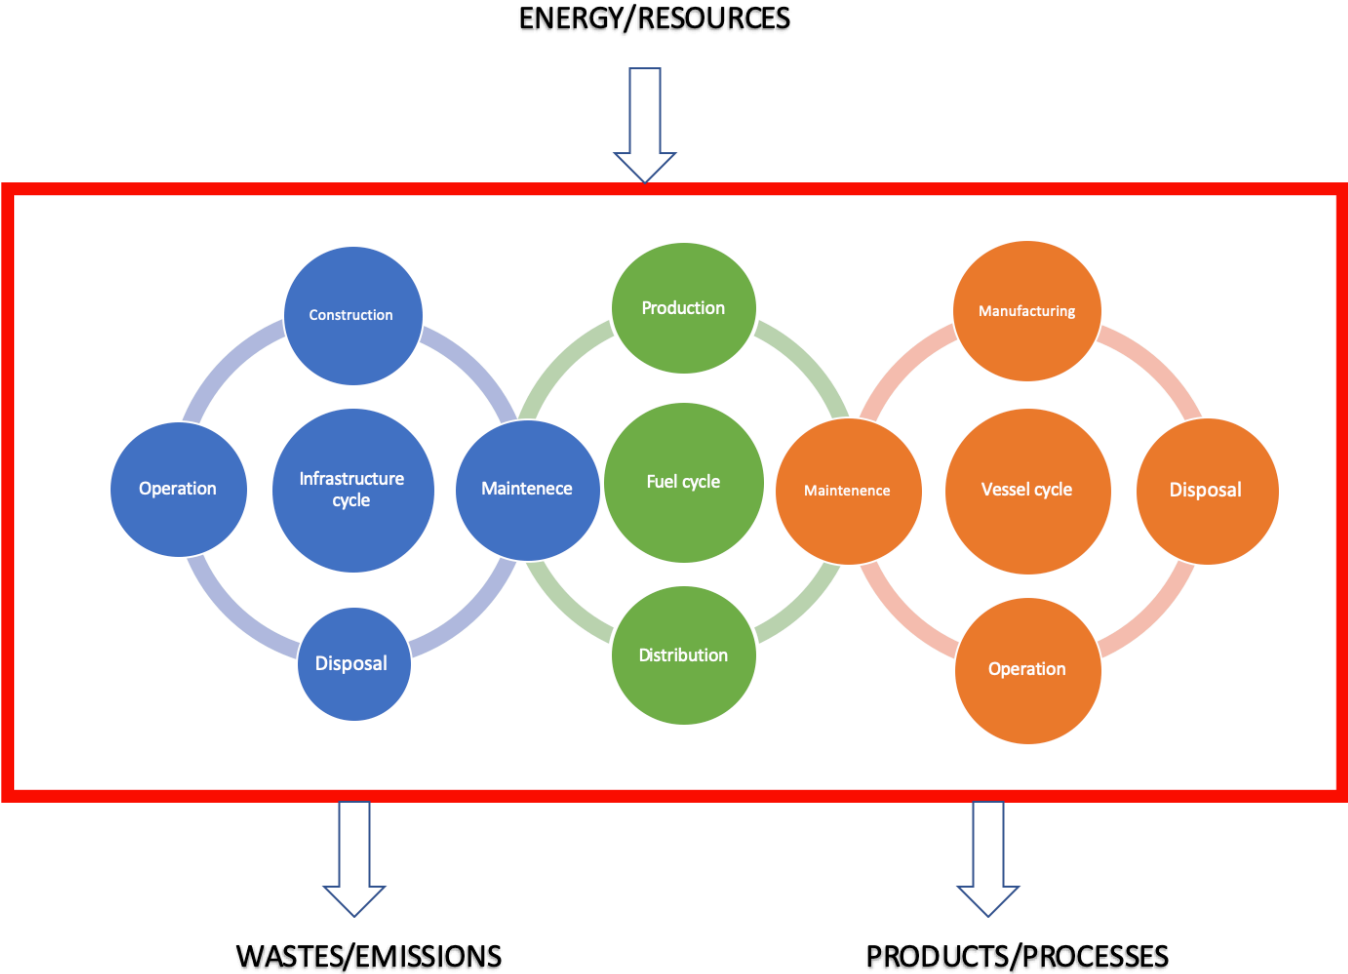 ENERGY/RESOURCES
Construction
Production
Manufacturing
Operation
Infrastructure
cycle
Maintenece
Fuel cycle
Maintenence
Vessel cycle
Disposal
Disposal
Distribution
Operation
WASTES/EMISSIONS
PRODUCTS/PROCESSES